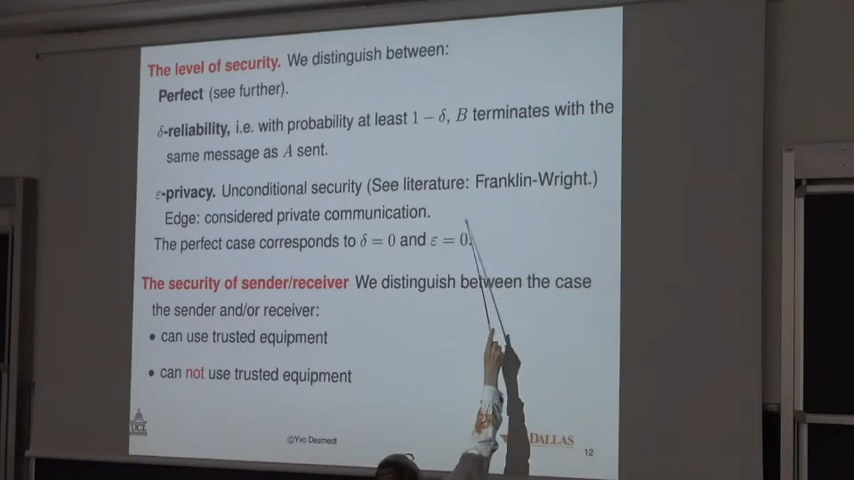 The level of security. We distinguish between:
Perfect (see further).
δ-reliability, i.e. with probability at least 1 − δ, B terminates with the
same message as A sent.
ε-privacy. Unconditional security (See literature: Franklin-Wright.)
Edge: considered private communication.
The perfect case corresponds to δ = 0 and ε = 0.
The security of sender/receiver We distinguish between the case
the sender and/or receiver:
• can use trusted equipment
• can not use trusted equipment
UCL
©Yvo Desmedt
DALLAS
12